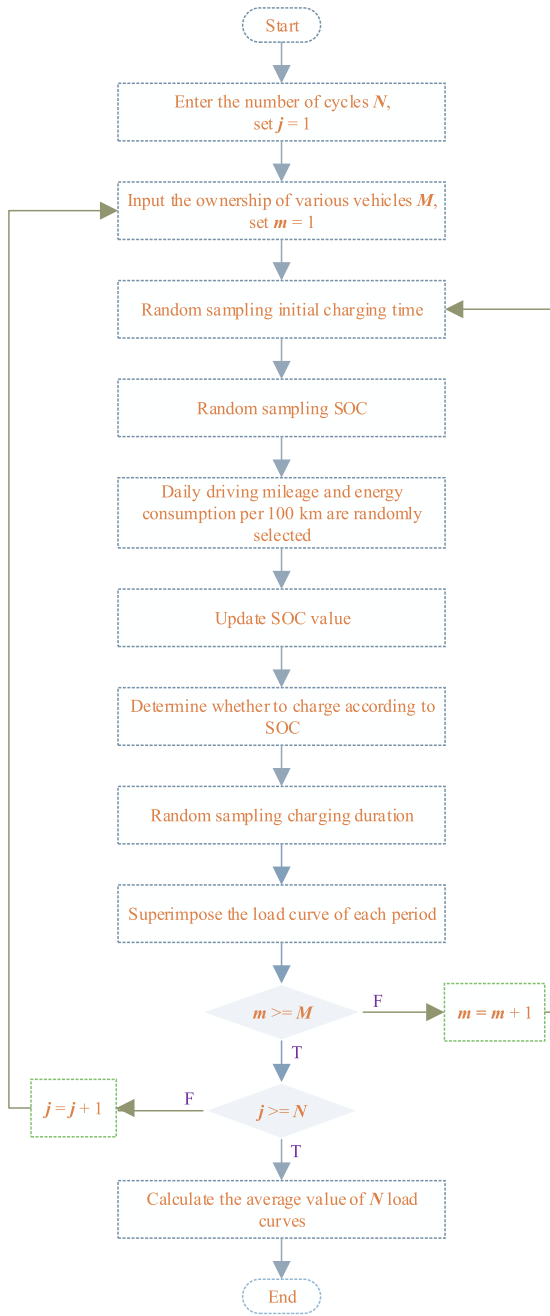 Start
Enter the number of cycles N,
set j = 1
Input the ownership of various vehicles M,
set m = 1
Random sampling initial charging time
Random sampling SOC
Daily driving mileage and energy
consumption per 100 km are randomly
selected
Update SOC value
Determine whether to charge according to
SOC
Random sampling charging duration
Superimpose the load curve of each period
m >= M
F
m = m + 1
T
j >= N
F
j = j + 1
T
Calculate the average value of N load
curves
End